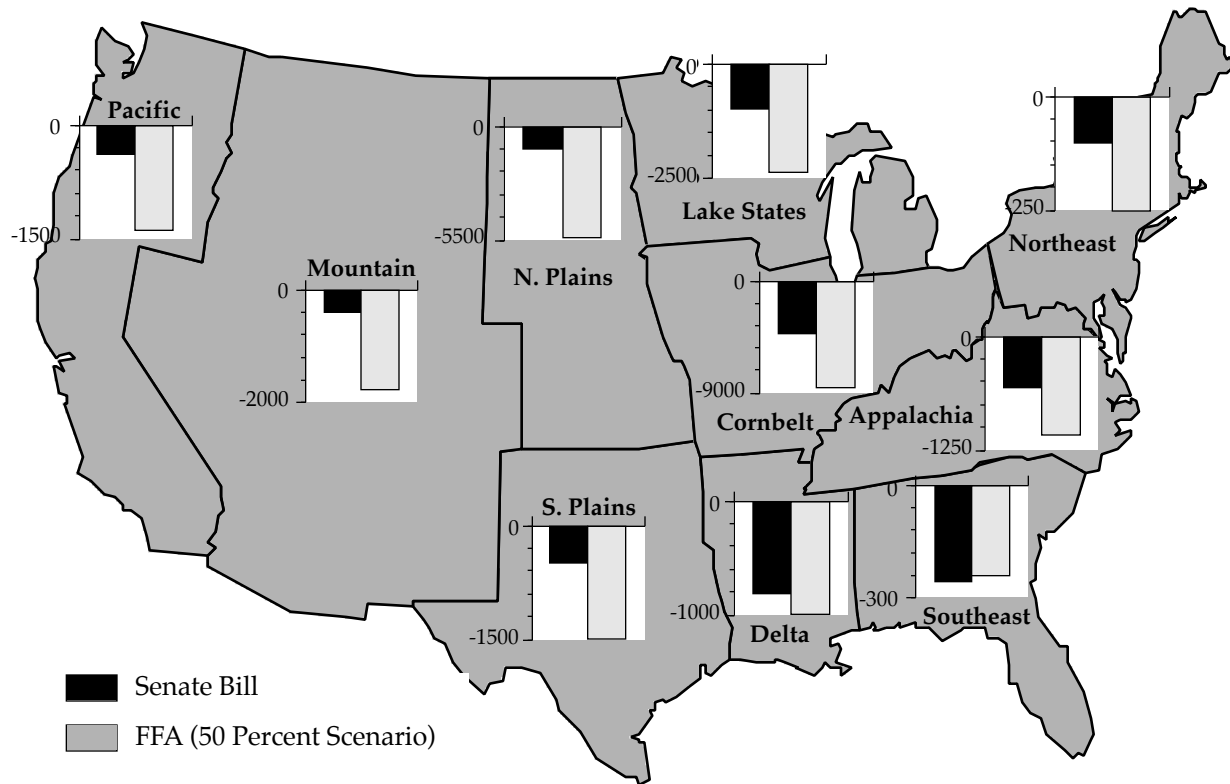 0
-2500
Lake States
Pacific
0
-1500
0
-5500
N. Plains
0
-250
Northeast
Mountain
0
-2000
0
-9000
Cornbelt
0
Appalachia
-1250
S. Plains
0
-1500
0
-1000
Delta
0
-300
Southeast
Senate Bill
FFA (50 Percent Scenario)